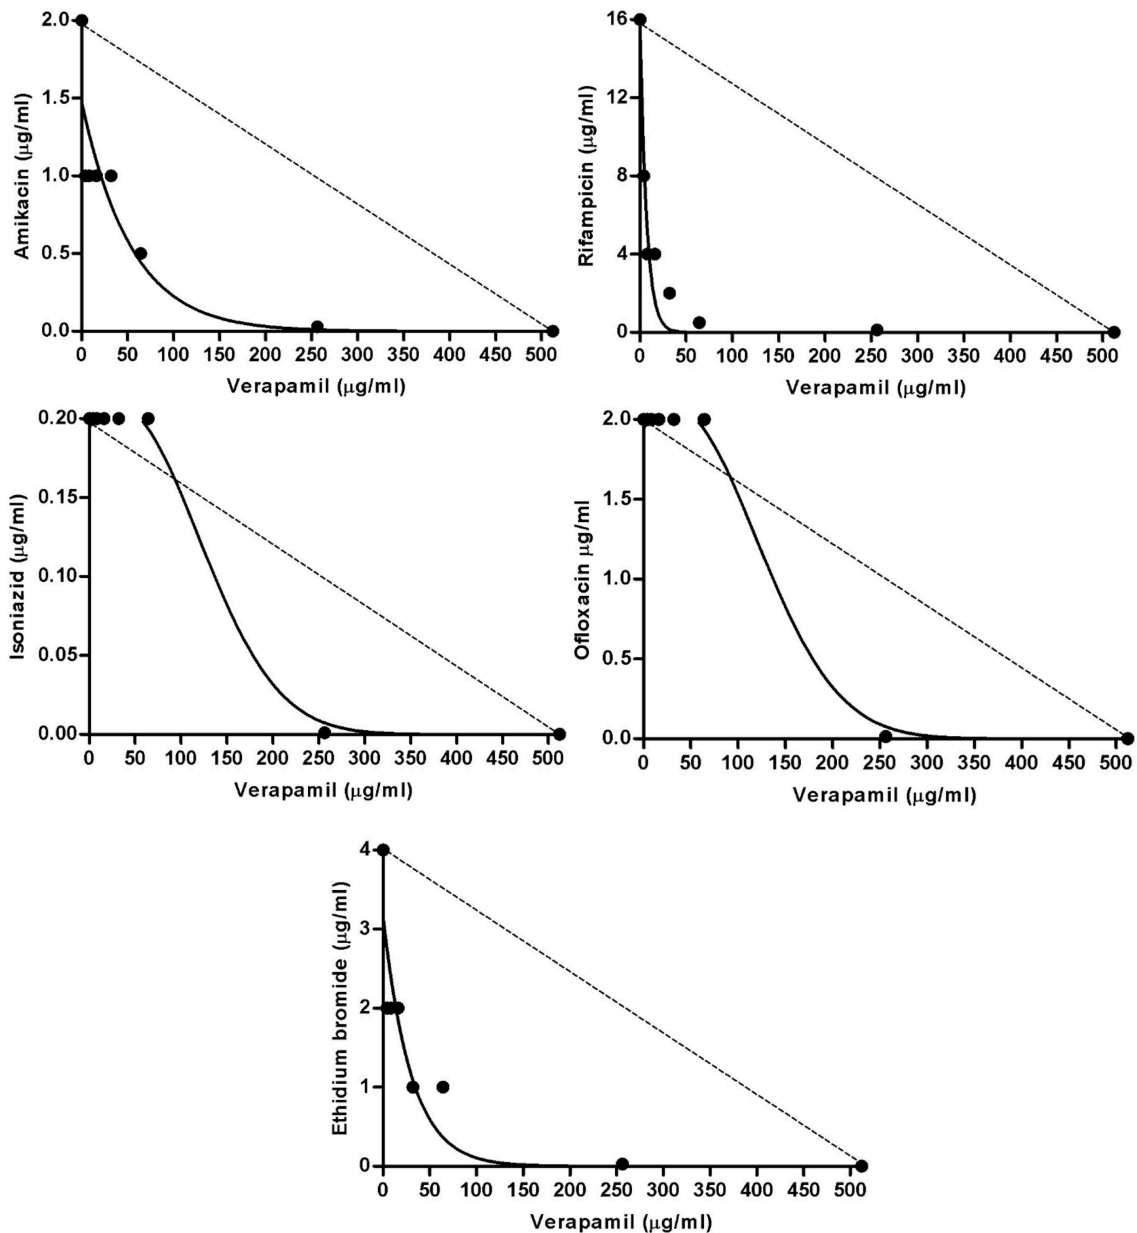 Amikacin (μg/ml)
2.0
1.5
1.0
0.5
0.0
0 50 100 150 200 250 300 350 400 450 500
Verapamil (μg/ml)
Rifampicin (μg/ml)
16
12
8
4
0
0 50 100 150 200 250 300 350 400 450 500
Verapamil (μg/ml)
Isoniazid (μg/ml)
0.20
0.15
0.10
0.05
0.00
0 50 100 150 200 250 300 350 400 450 500
Verapamil (μg/ml)
Ofloxacin μg/ml
2.0
1.5
1.0
0.5
0.0
0 50 100 150 200 250 300 350 400 450 500
Verapamil (μg/ml)
Ethidium bromide (μg/ml)
4
3
2
1
0
0 50 100 150 200 250 300 350 400 450 500
Verapamil (μg/ml)